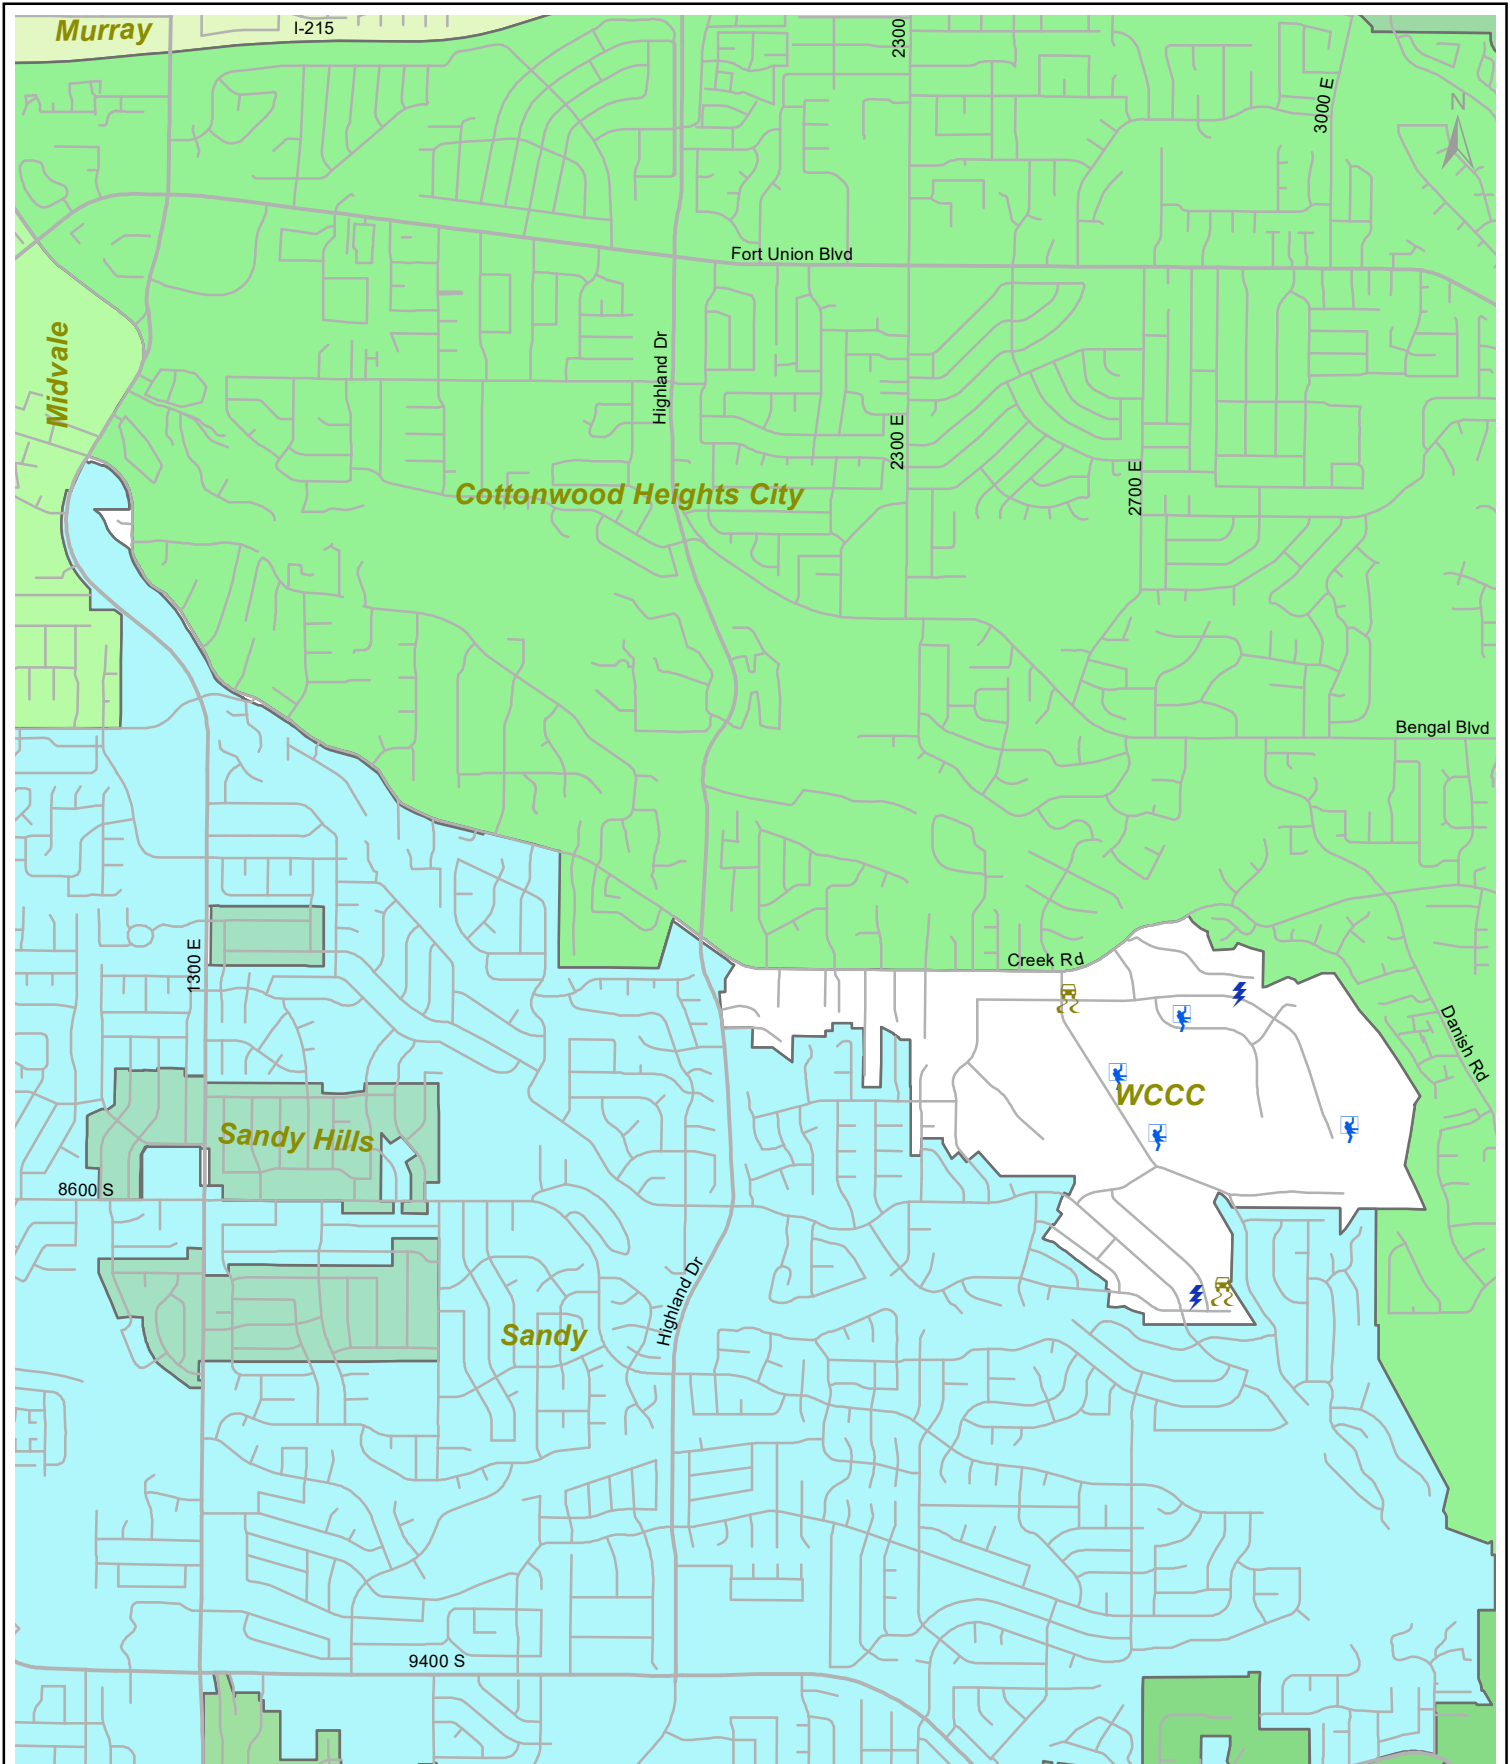 Murray
I-215
2300
3000 E
N
Fort Union Blvd
Midvale
Highland Dr
2300 E
2700 E
Cottonwood Heights City
Bengal Blvd
1300 E
Creek Rd
Danish Rd
WCCC
Sandy Hills
8600 S
Highland Dr
Sandy
9400 S